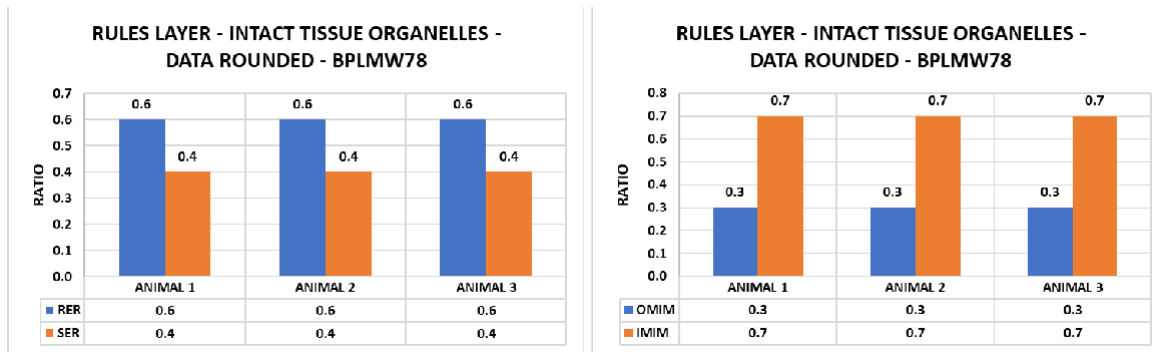 RULES LAYER - INTACT TISSUE ORGANELLES -
DATA ROUNDED - BPLMW78
RATIO
0.7
0.6
0.5
0.4
0.3
0.2
0.1
0.0
0.6
0.4
0.6
0.4
0.6
0.4
ANIMAL 1 ANIMAL 2 ANIMAL 3
RER 0.6 0.6 0.6
SER 0.4 0.4 0.4
RULES LAYER - INTACT TISSUE ORGANELLES -
DATA ROUNDED - BPLMW78
RATIO
0.8
0.7
0.6
0.5
0.4
0.3
0.2
0.1
0.0
0.3
0.7
0.3
0.7
0.3
0.7
ANIMAL 1 ANIMAL 2 ANIMAL 3
OMIM 0.3 0.3 0.3
IMIM 0.7 0.7 0.7